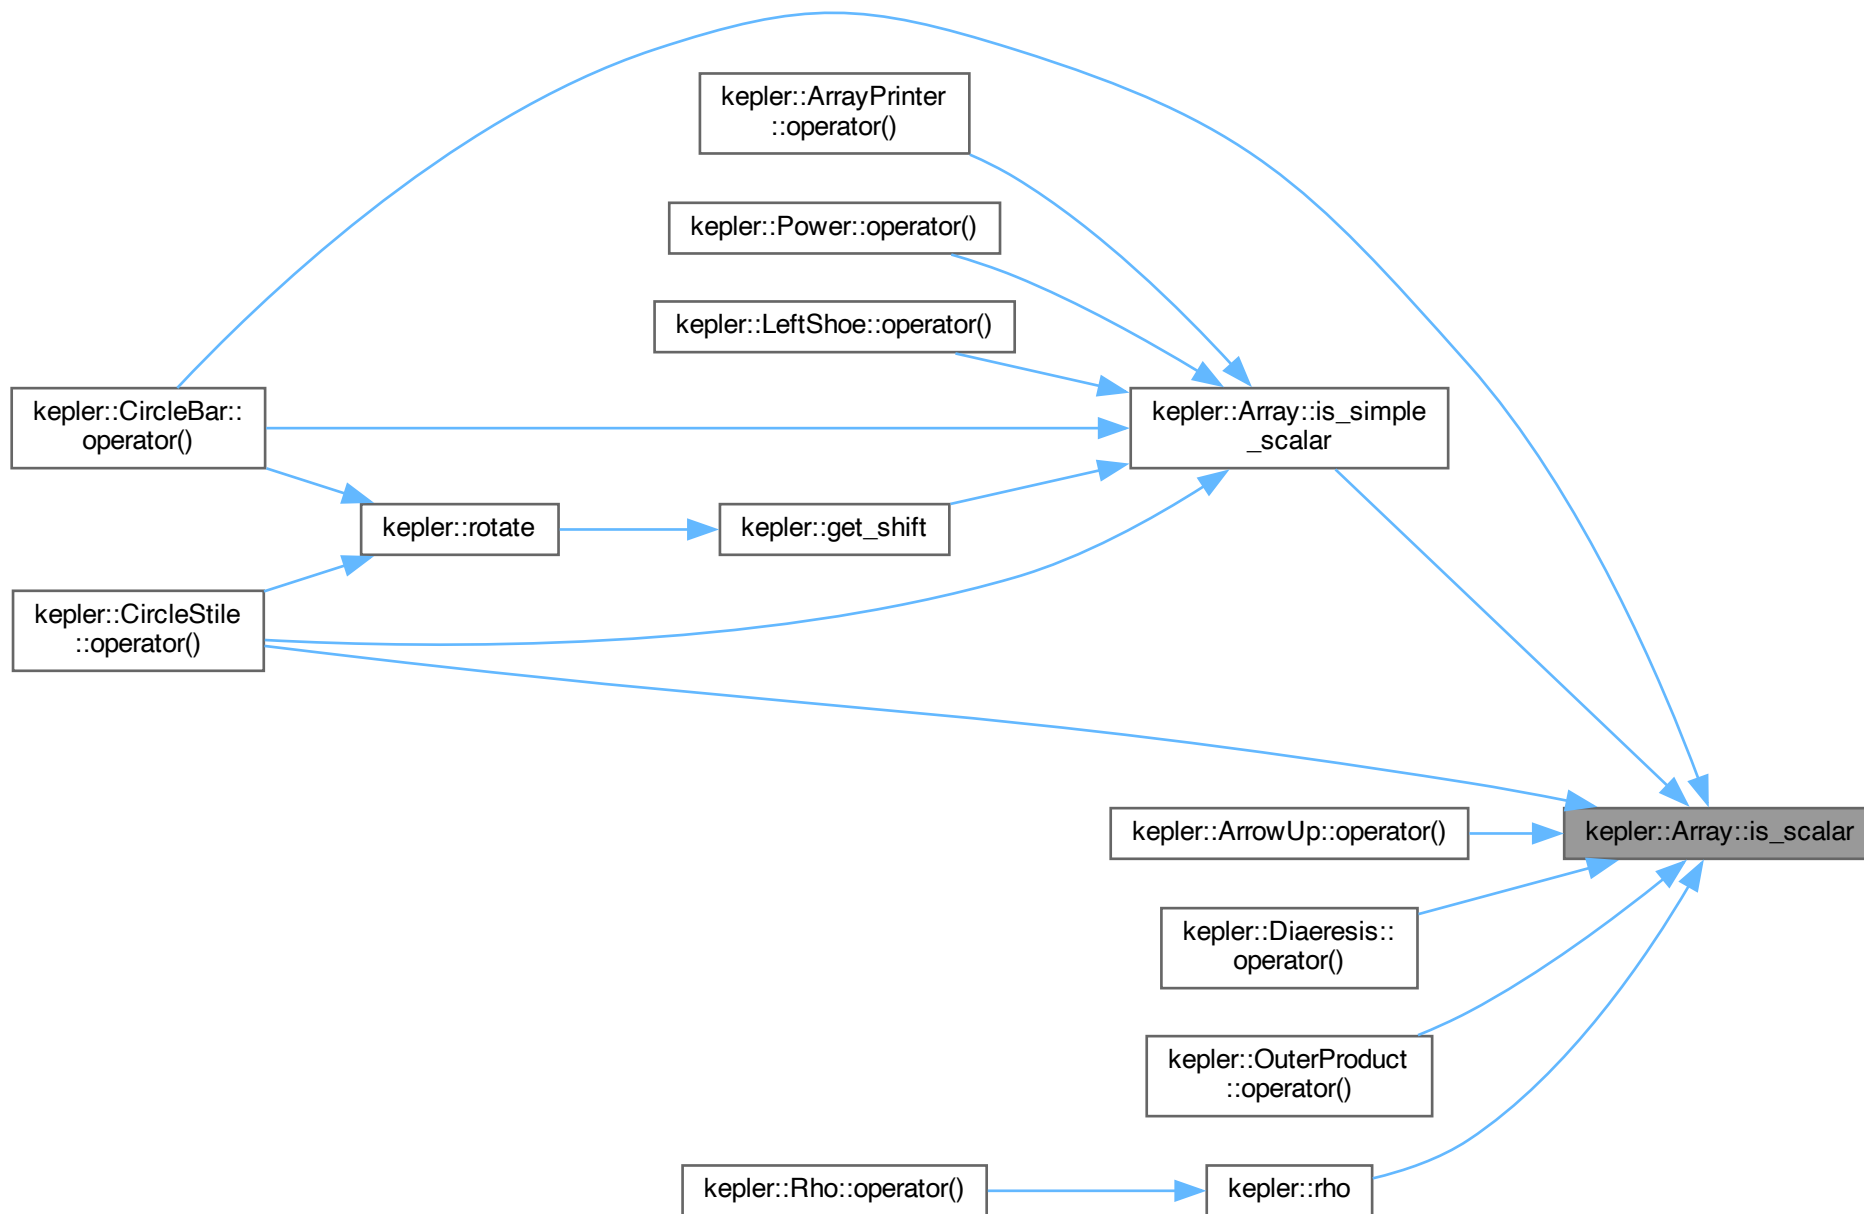 kepler::ArrayPrinter
::operator()
kepler::Power::operator()
kepler::LeftShoe::operator()
kepler::CircleBar::
operator()
kepler::Array::is_simple
_scalar
kepler::rotate
kepler::get_shift
kepler::CircleStile
::operator()
kepler::ArrowUp::operator()
kepler::Array::is_scalar
kepler::Diaeresis::
operator()
kepler::OuterProduct
::operator()
kepler::Rho::operator()
kepler::rho